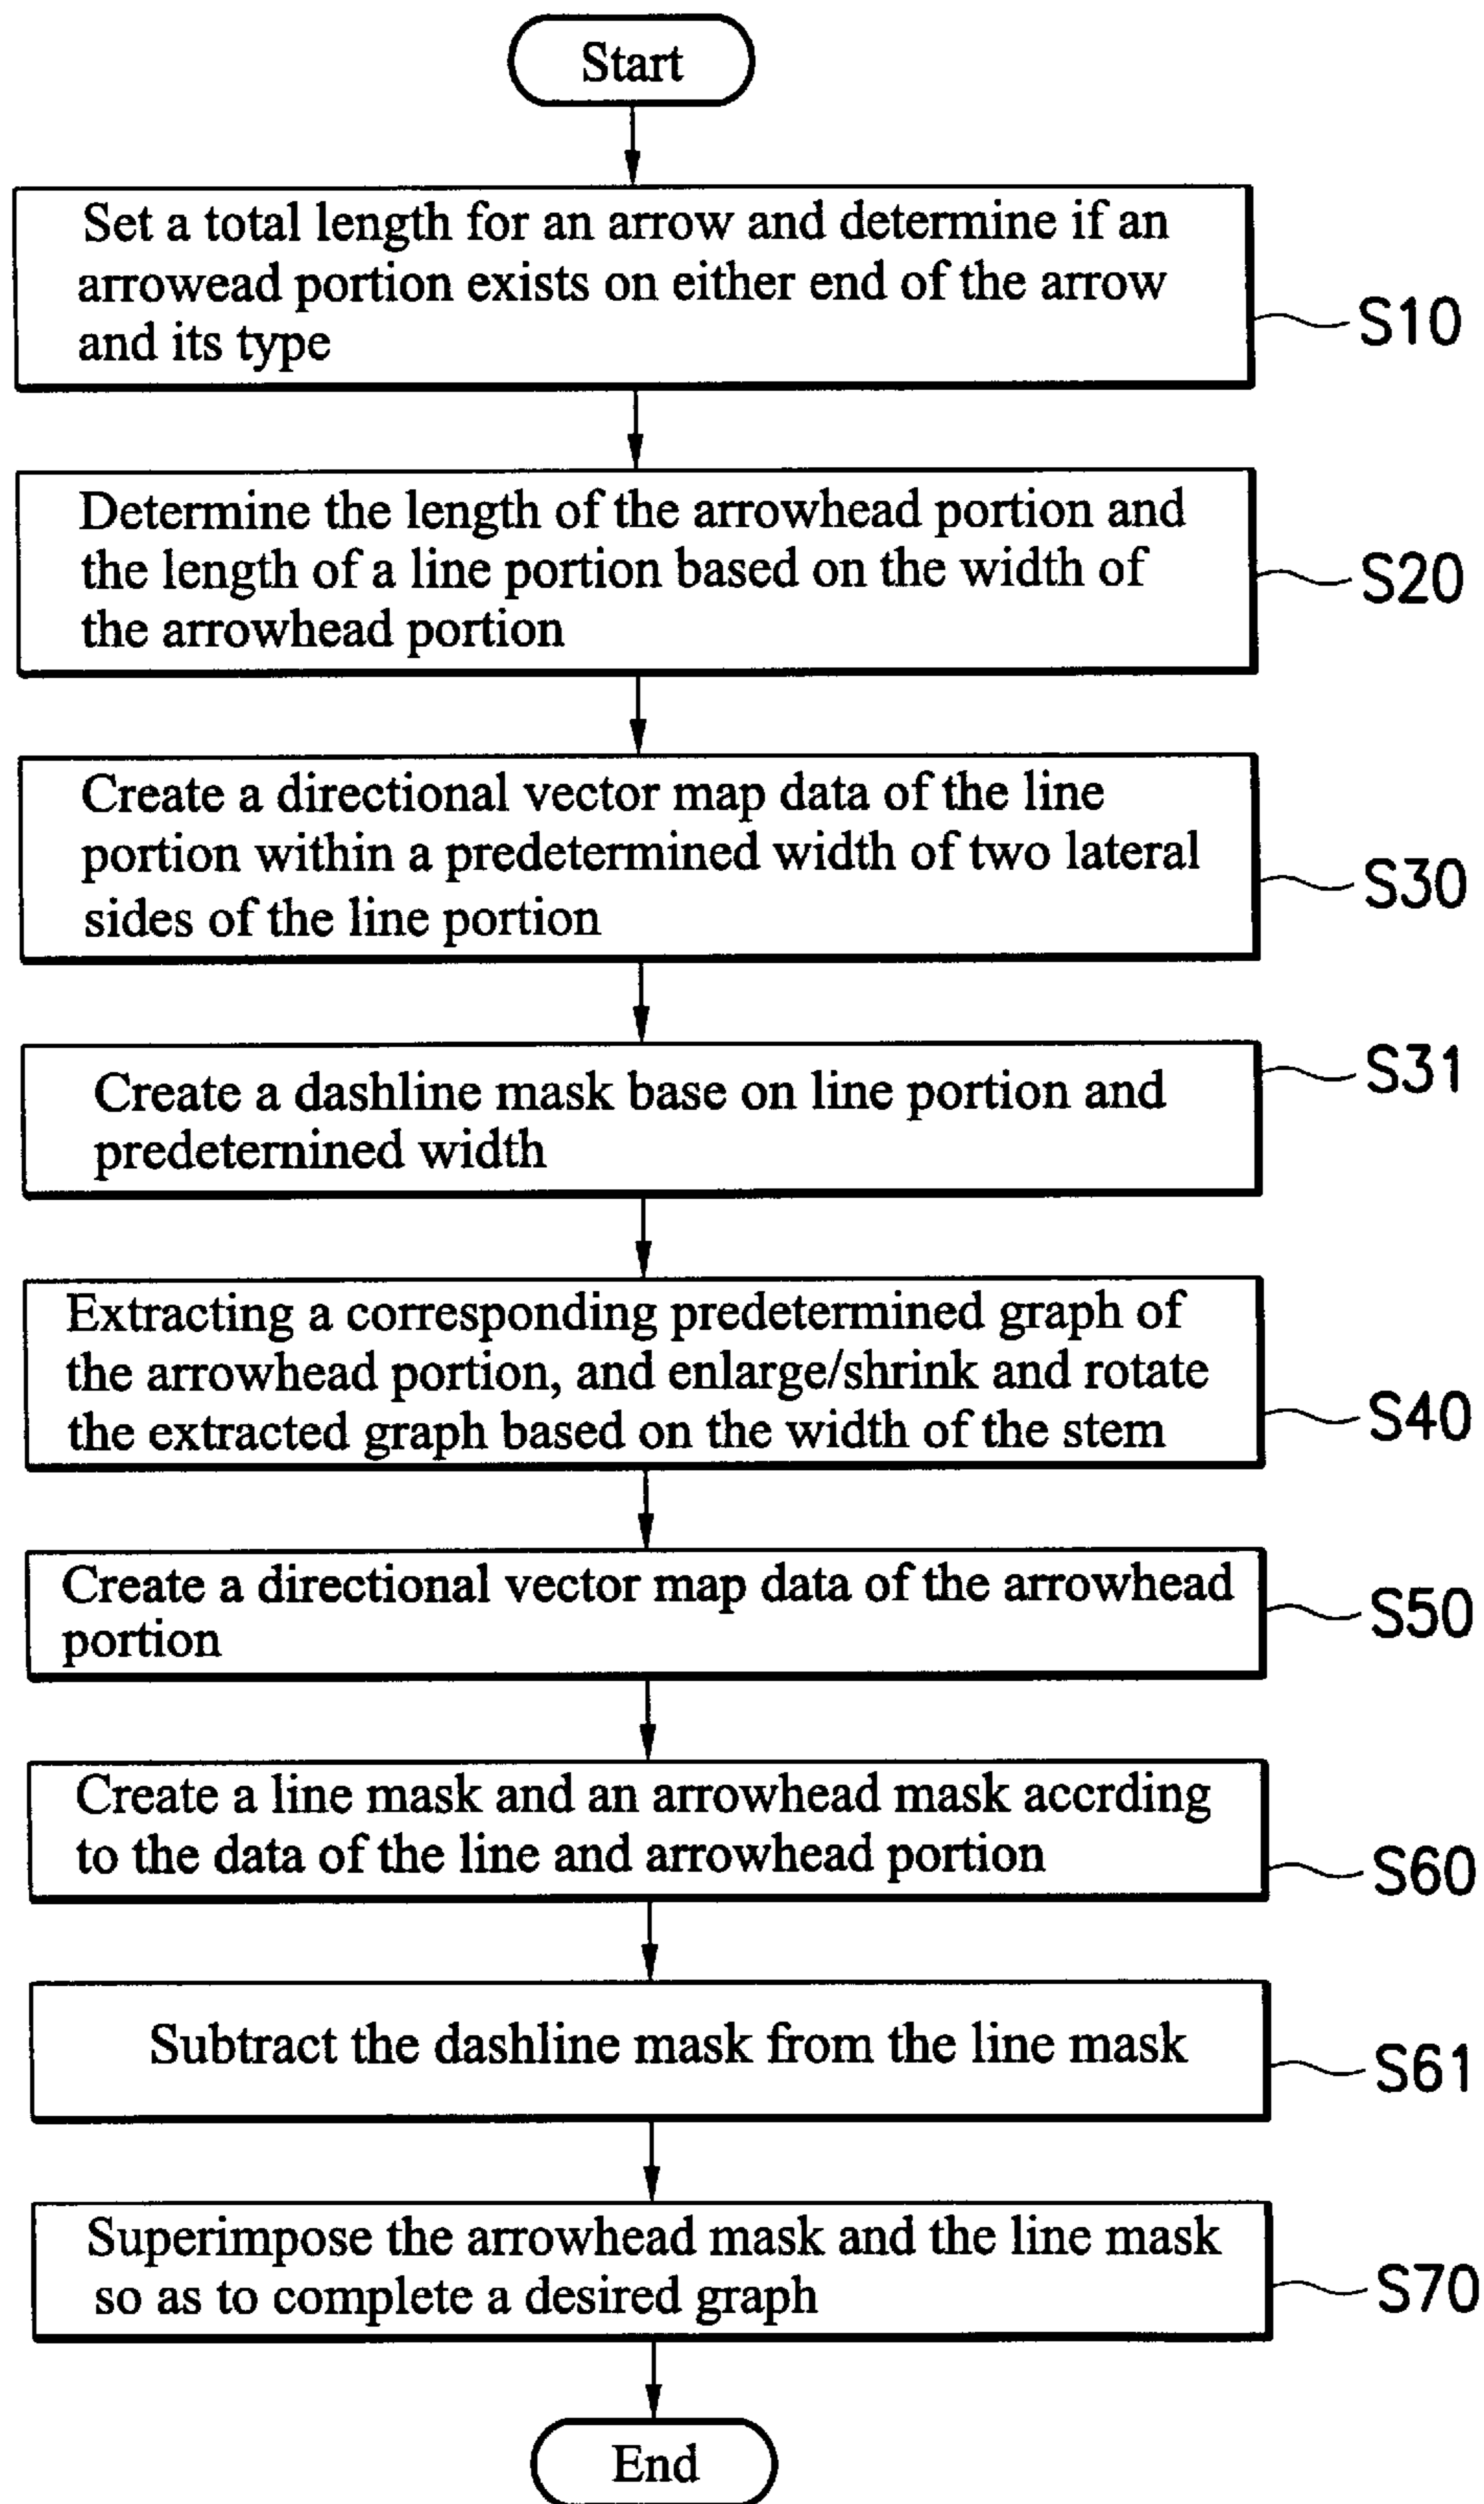 Start
Set a total length for an arrow and determine if an
arrowead portion exists on either end of the arrow
and its type
S10
Determine the length of the arrowhead portion and
the length of a line portion based on the width of
the arrowhead portion
S20
Create a directional vector map data of the line
portion within a predetermined width of two lateral
sides of the line portion
S30
Create a dashline mask base on line portion and
predeternined width
S31
Extracting a corresponding predetermined graph of
the arrowhead portion, and enlarge/shrink and rotate
the extracted graph based on the width of the stem
S40
Create a directional vector map data of the arrowhead
portion
S50
Create a line mask and an arrowhead mask accrding
to the data of the line and arrowhead portion
S60
Subtract the dashline mask from the line mask
S61
Superimpose the arrowhead mask and the line mask
so as to complete a desired graph
S70
End